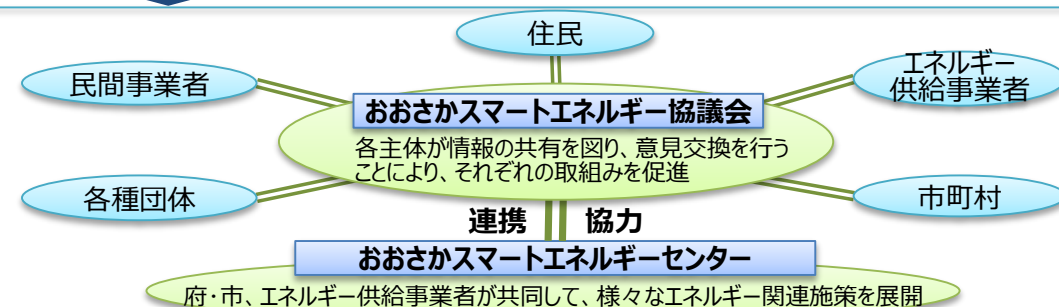 住民
民間事業者
エネルギー
供給事業者
おおさかスマートエネルギー協議会
各主体が情報の共有を図り、意見交換を行う
ことにより、それぞれの取組みを促進
各種団体
市町村
連携 協力
おおさかスマートエネルギーセンター
府・市、エネルギー供給事業者が共同して、様々なエネルギー関連施策を展開